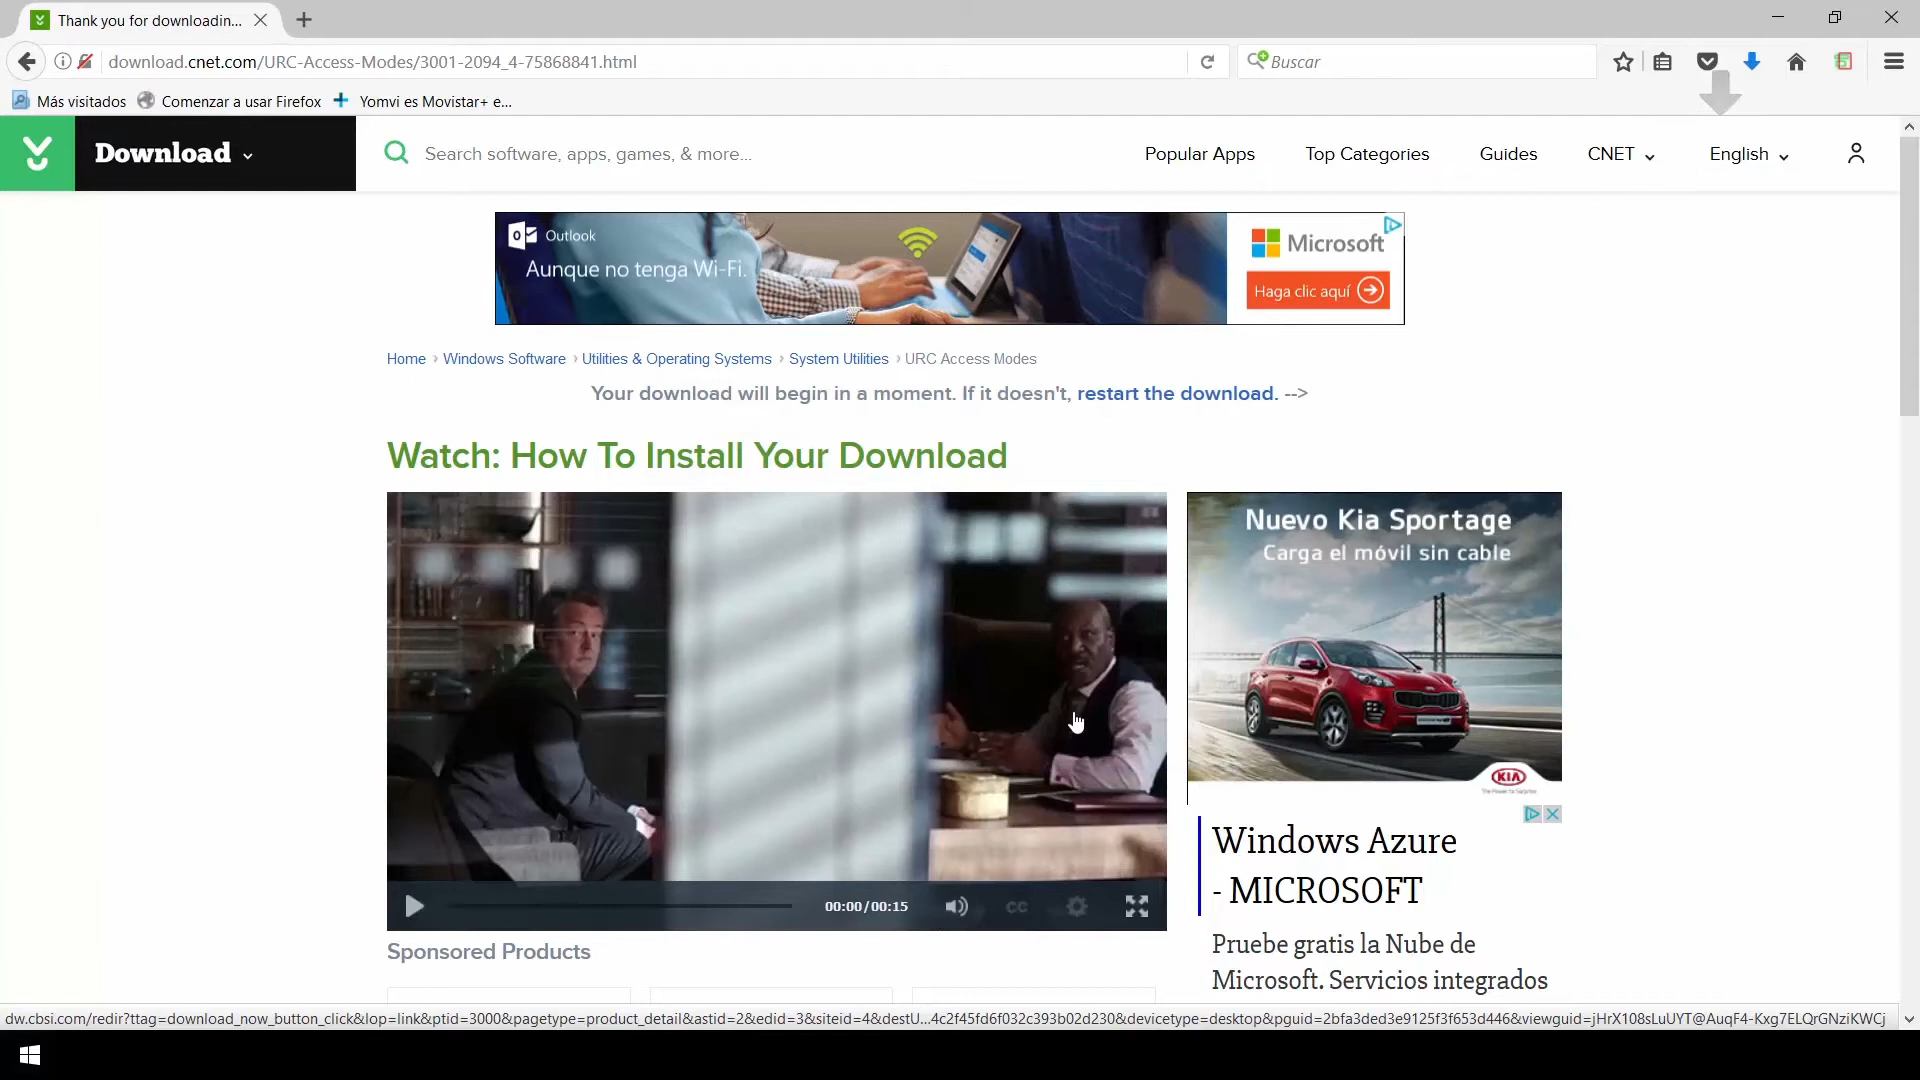 Thank you for downloadin...
download.cnet.com/URC-Access-Modes/3001-2094_4-75868841.html
Buscar
Más visitados
Comenzar a usar Firefox
Yomvi es Movistar+ e...
Download
Search software, apps, games, & more...
Popular Apps
Top Categories
Guides
CNET
English
Outlook
Aunque no tenga Wi-Fi.
Microsoft
Haga clic aquí
Home › Windows Software › Utilities & Operating Systems › System Utilities › URC Access Modes
Your download will begin in a moment. If it doesn't, restart the download. -->
Watch: How To Install Your Download
Nuevo Kia Sportage
Carga el móvil sin cable
KIA
The Power to Surprise
00:00/00:15
CC
Windows Azure
- MICROSOFT
Pruebe gratis la Nube de
Microsoft. Servicios integrados
Sponsored Products
dw.cbsi.com/redir?ttag=download_now_button_click&lop=link&ptid=3000&pagetype=product_detail&astid=2&edid=3&siteid=4&destU...4c2f45fd6f032c393b02d230&devicetype=desktop&pguid=2bfa3ded3e9125f3f653d446&viewguid=jHrX108sLuUYT@AuqF4-Kxg7ELQrGNziKWCj